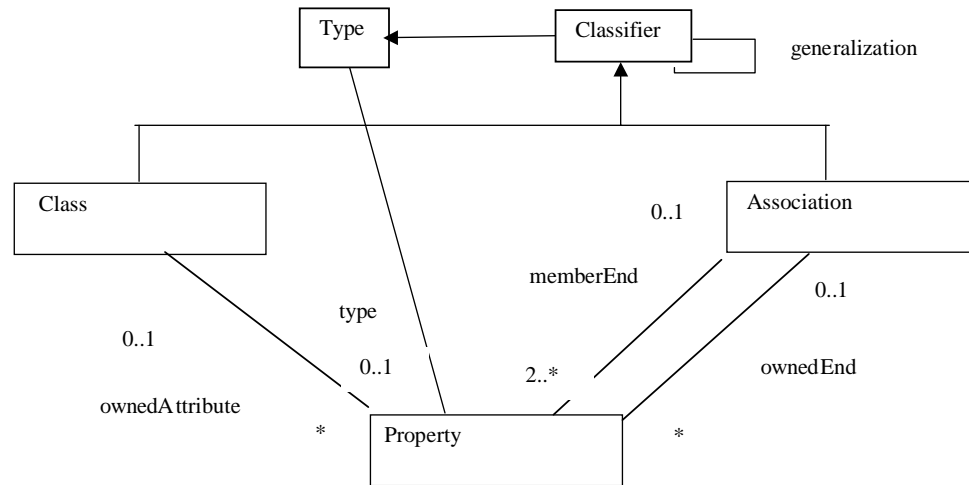 Type
Classifier
generalization
Class
Association
0..1
memberEnd
0..1
type
0..1
0..1
2..*
ownedEnd
ownedAttribute
*
Property
*